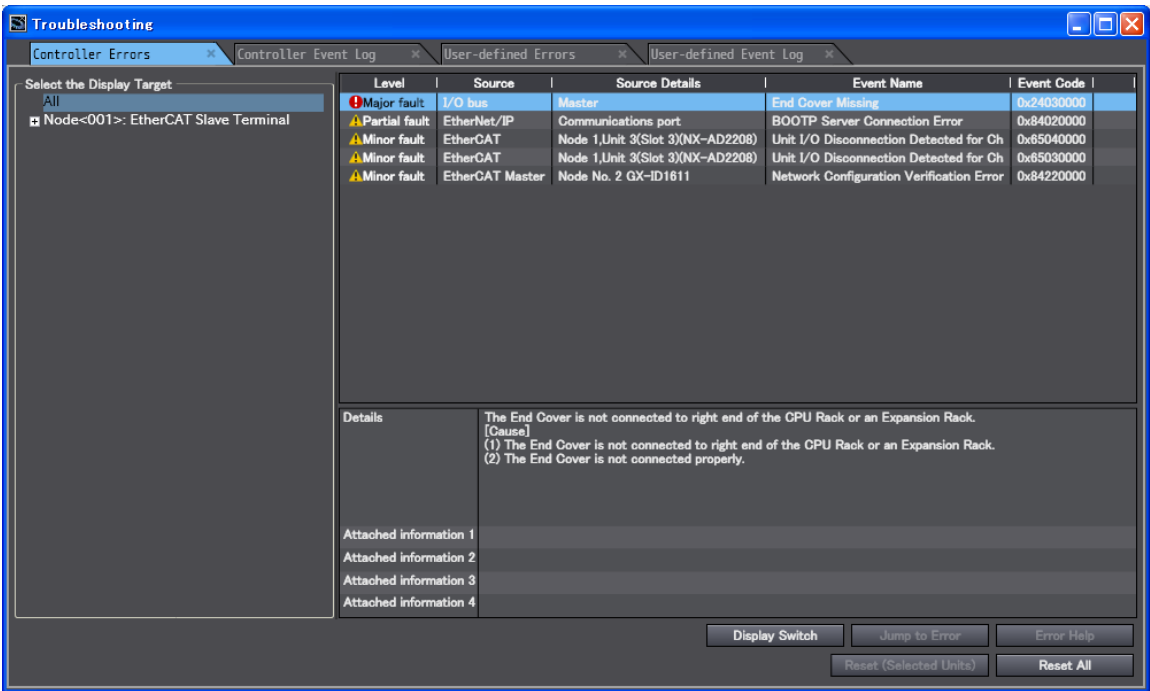 Troubleshooting
Controller Errors × Controller Event Log × User-defined Errors × User-defined Event Log ×
Select the Display Target
All
Node<001>: EtherCAT Slave Terminal
Level | Source | Source Details | Event Name | Event Code |
Major fault I/O bus Master End Cover Missing 0x24030000
Partial fault EtherNet/IP Communications port BOOTP Server Connection Error 0x84020000
Minor fault EtherCAT Node 1,Unit 3(Slot 3)(NX-AD2208) Unit I/O Disconnection Detected for Ch 0x65040000
Minor fault EtherCAT Node 1,Unit 3(Slot 3)(NX-AD2208) Unit I/O Disconnection Detected for Ch 0x65030000
Minor fault EtherCAT Master Node No. 2 GX-ID1611 Network Configuration Verification Error 0x84220000
Details
The End Cover is not connected to right end of the CPU Rack or an Expansion Rack.
[Cause]
(1) The End Cover is not connected to right end of the CPU Rack or an Expansion Rack.
(2) The End Cover is not connected properly.
Attached information 1
Attached information 2
Attached information 3
Attached information 4
Display Switch Jump to Error Error Help
Reset (Selected Units) Reset All